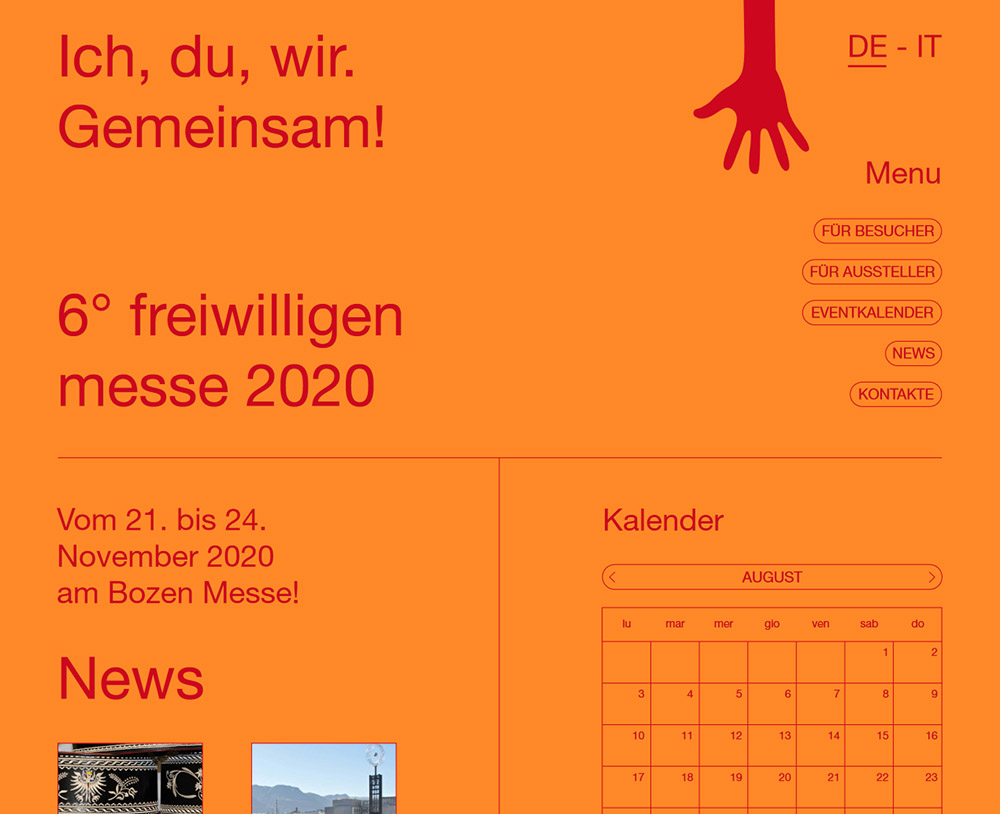 Ich, du, wir.
Gemeinsam!
DE - IT
Menu
FÜR BESUCHER
FÜR AUSSTELLER
EVENTKALENDER
NEWS
KONTAKTE
6° freiwilligen
messe 2020
Vom 21. bis 24.
November 2020
am Bozen Messe!
News
Kalender
< AUGUST >
lu mar mer gio ven sab do
1 2
3 4 5 6 7 8 9
10 11 12 13 14 15 16
17 18 19 20 21 22 23